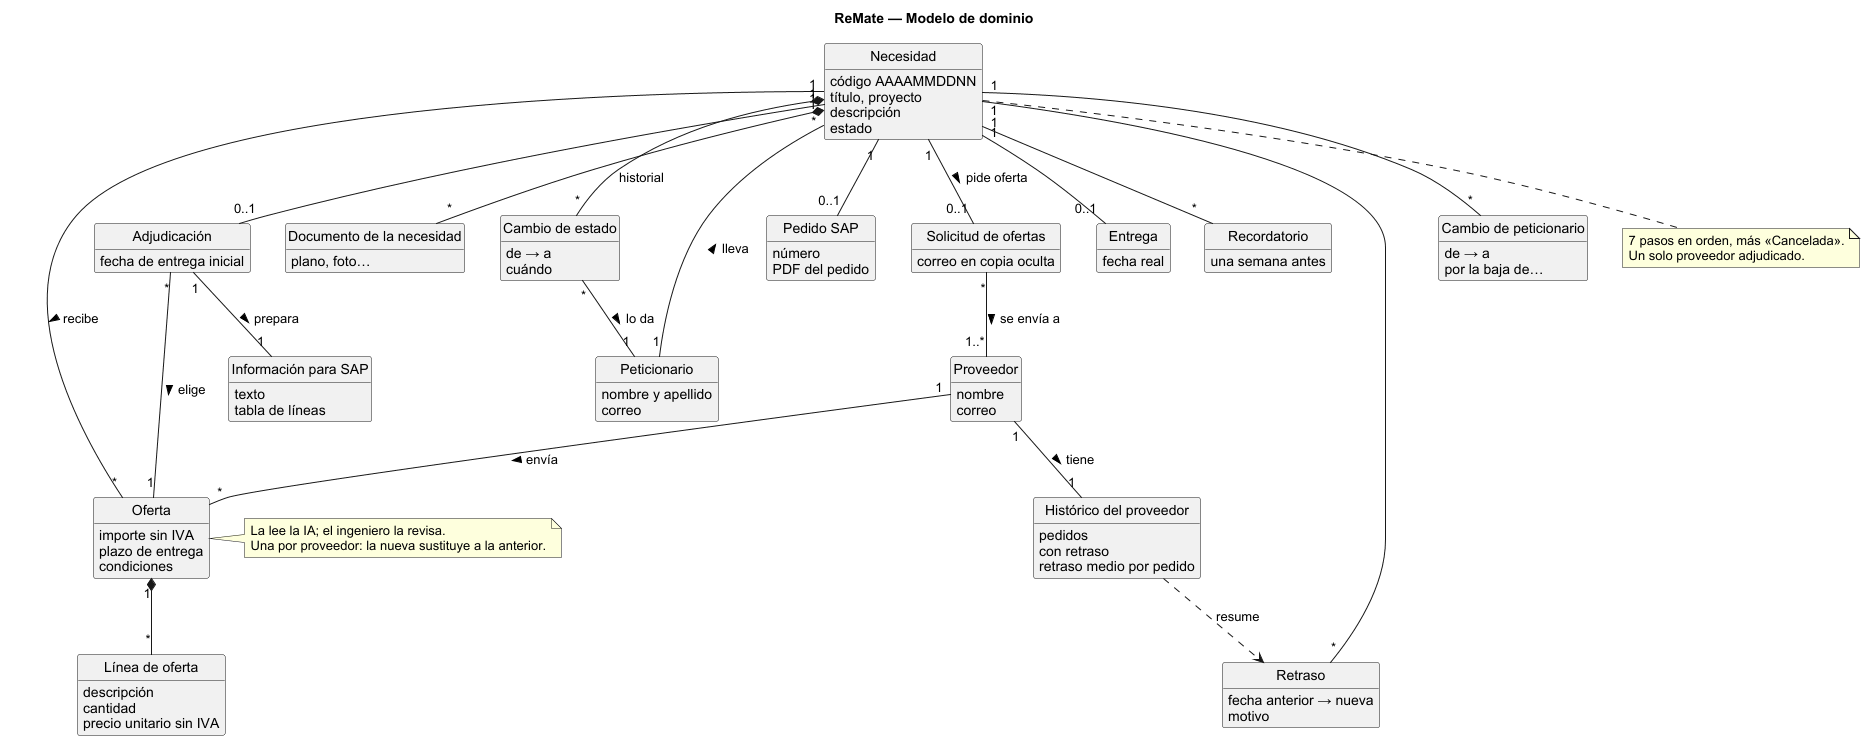 ReMate — Modelo de dominio
Necesidad
código AAAAMMDDNN
título, proyecto
descripción
estado
1
1
1
1
1
1
*
1
1
historial
pide oferta
*
0..1
*
*
0..1
0..1
0..1
*
*
Adjudicación
fecha de entrega inicial
Documento de la necesidad
plano, foto…
Cambio de estado
de → a
cuándo
Pedido SAP
número
PDF del pedido
Solicitud de ofertas
correo en copia oculta
Entrega
fecha real
Recordatorio
una semana antes
Cambio de peticionario
de → a
por la baja de…
7 pasos en orden, más «Cancelada».
Un solo proveedor adjudicado.
lleva
*
1
*
*
recibe
prepara
lo da
se envía a
1
1
1
1..*
Información para SAP
texto
tabla de líneas
Peticionario
nombre y apellido
correo
Proveedor
nombre
correo
1
elige
1
envía
tiene
*
1
*
1
Oferta
importe sin IVA
plazo de entrega
condiciones
La lee la IA; el ingeniero la revisa.
Una por proveedor: la nueva sustituye a la anterior.
Histórico del proveedor
pedidos
con retraso
retraso medio por pedido
1
resume
*
*
Línea de oferta
descripción
cantidad
precio unitario sin IVA
Retraso
fecha anterior → nueva
motivo